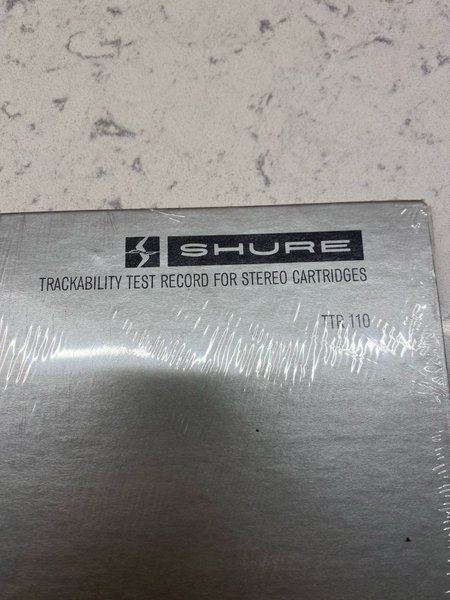 SHURE
TRACKABILITY TEST RECORD FOR STEREO CARTRIDGES
TTR 110